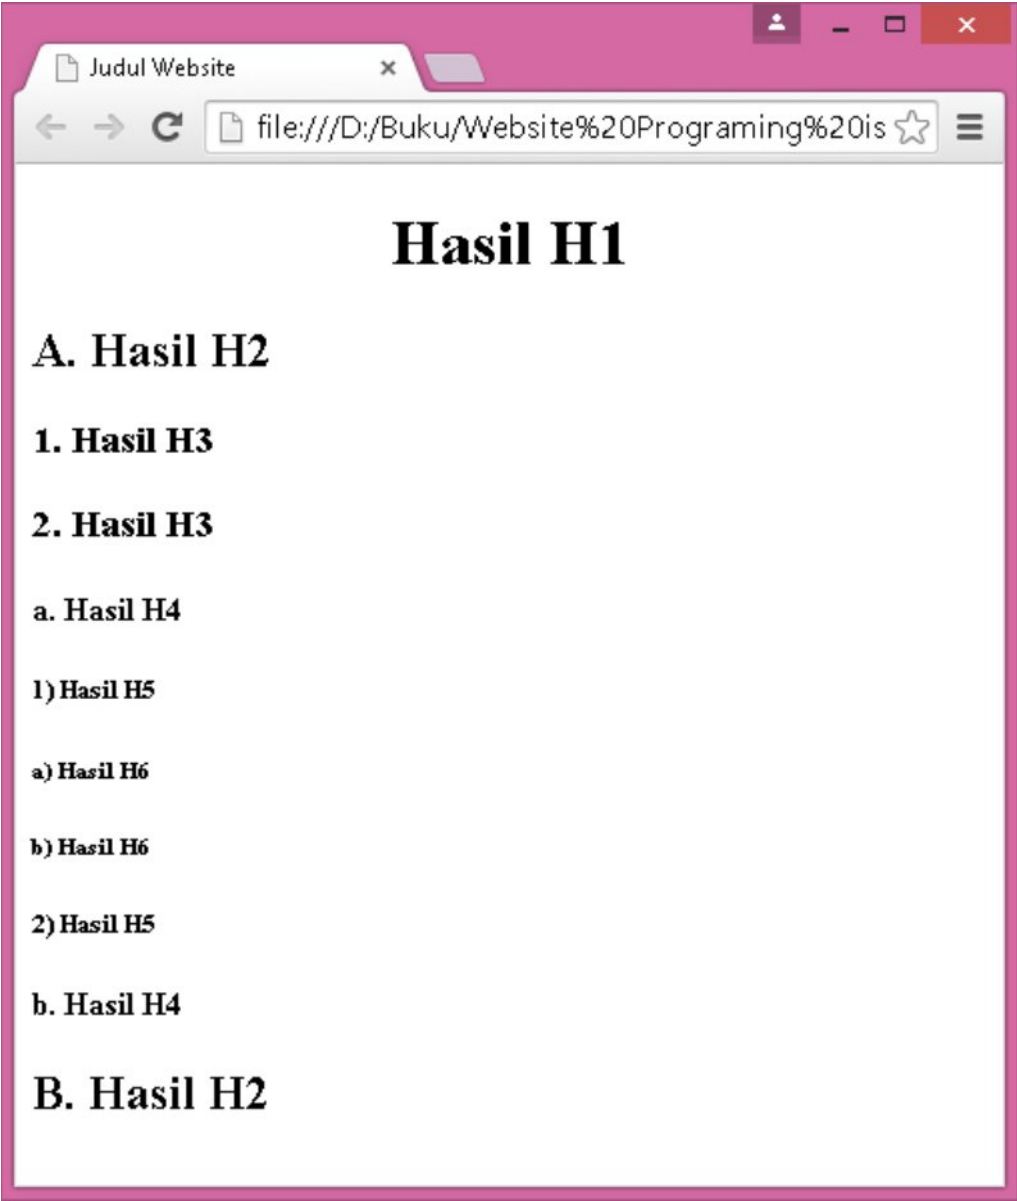 Judul Website
file:///D:/Buku/Website%20Programing%20is
Hasil H1
A. Hasil H2
1. Hasil H3
2. Hasil H3
a. Hasil H4
1) Hasil H5
a) Hasil H6
b) Hasil H6
2) Hasil H5
b. Hasil H4
B. Hasil H2